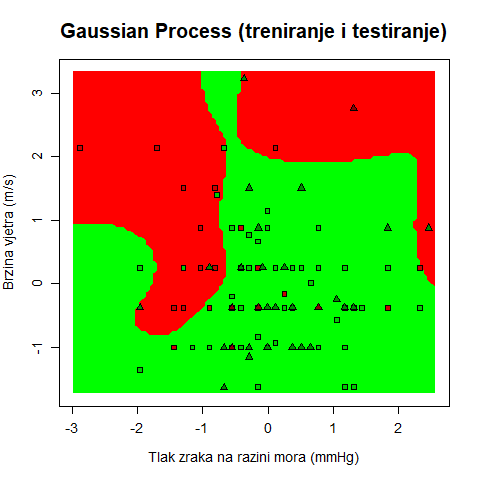 Gaussian Process (treniranje i testiranje)
Brzina vjetra (m/s)
3
2
1
0
-1
-3 -2 -1 0 1 2
Tlak zraka na razini mora (mmHg)